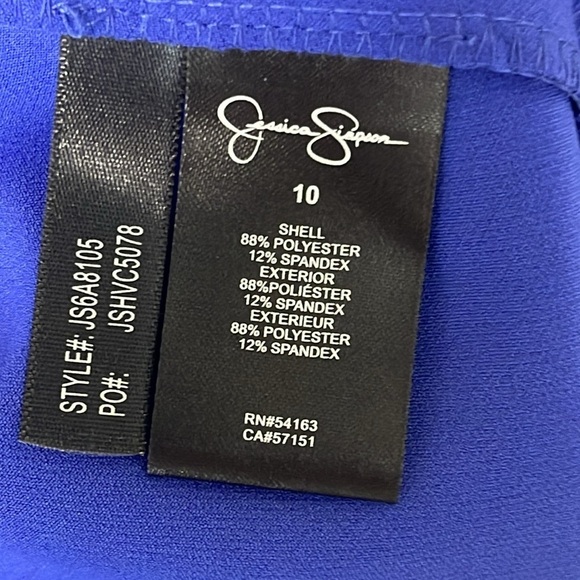 Jessica Simpson
10
SHELL
88% POLYESTER
12% SPANDEX
EXTERIOR
88%POLIÉSTER
12% SPANDEX
EXTERIEUR
88% POLYESTER
12% SPANDEX
RN#54163
CA#57151
STYLE#: JS6A8105
PO#: JSHVC5078